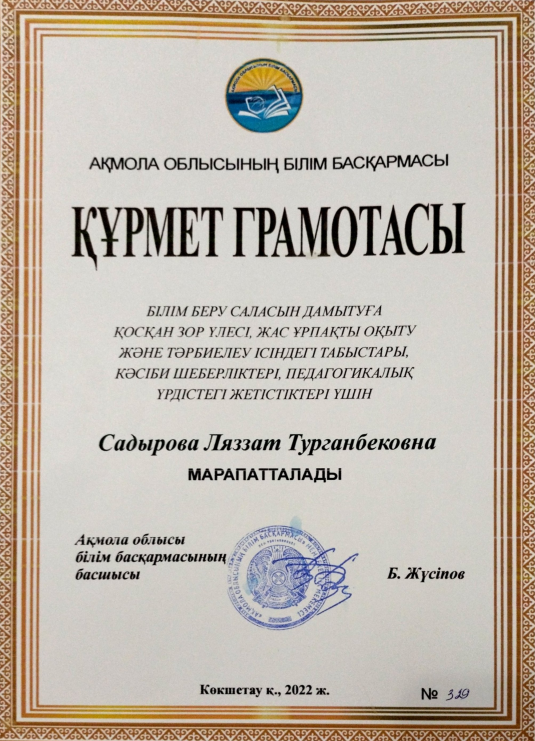 АҚМОЛА ОБЛЫСЫНЫҢ БІЛІМ БАСҚАРМАСЫ
ҚҰРМЕТ ГРАМОТАСЫ
БІЛІМ БЕРУ САЛАСЫН ДАМЫТУҒА
ҚОСҚАН ЗОР ҮЛЕСІ, ЖАС ҰРПАҚТЫ ОҚЫТУ
ЖӘНЕ ТӘРБИЕЛЕУ ІСІНДЕГІ ТАБЫСТАРЫ,
КӘСІБИ ШЕБЕРЛІКТЕРІ, ПЕДАГОГИКАЛЫҚ
ҮРДІСТЕГІ ЖЕТІСТІКТЕРІ ҮШІН
Садырова Ляззат Турганбековна
МАРАПАТТАЛАДЫ
Ақмола облысы
білім басқармасының
басшысы
Б. Жүсіпов
Көкшетау қ., 2022 ж.
№ 329